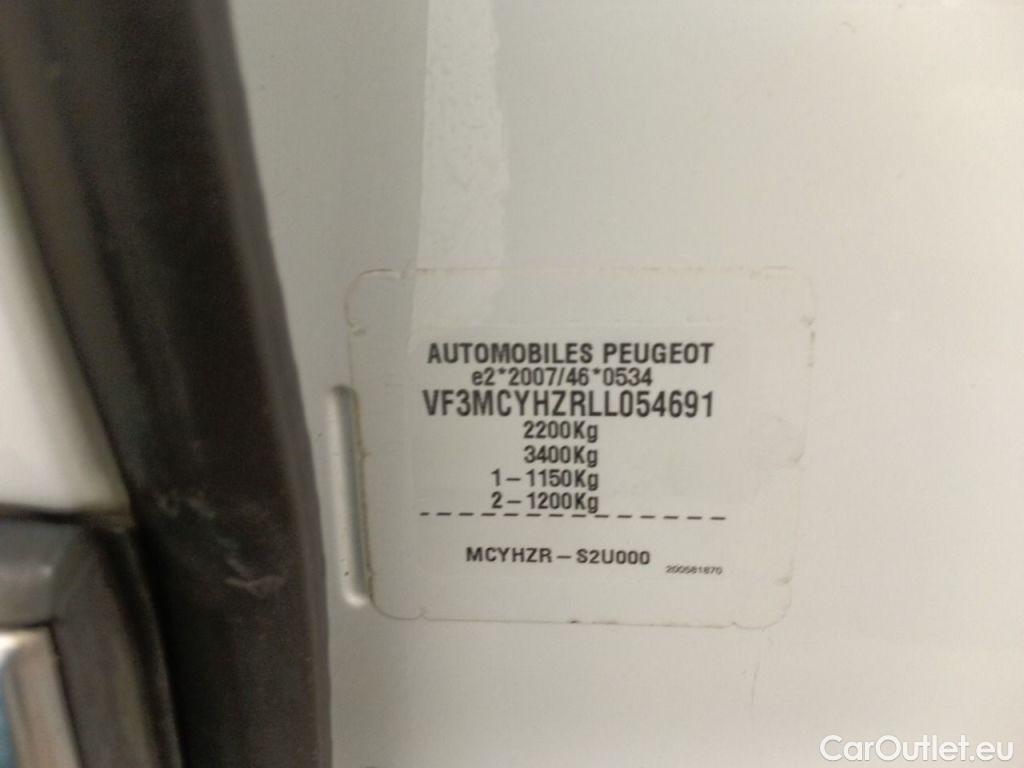 AUTOMOBILES PEUGEOT
e2*2007/46*0534
VF3MCYHZRLL054691
2200Kg
3400Kg
1-1150Kg
2-1200Kg
MCYHZR-S2U000
200581870
CarOutlet.eu